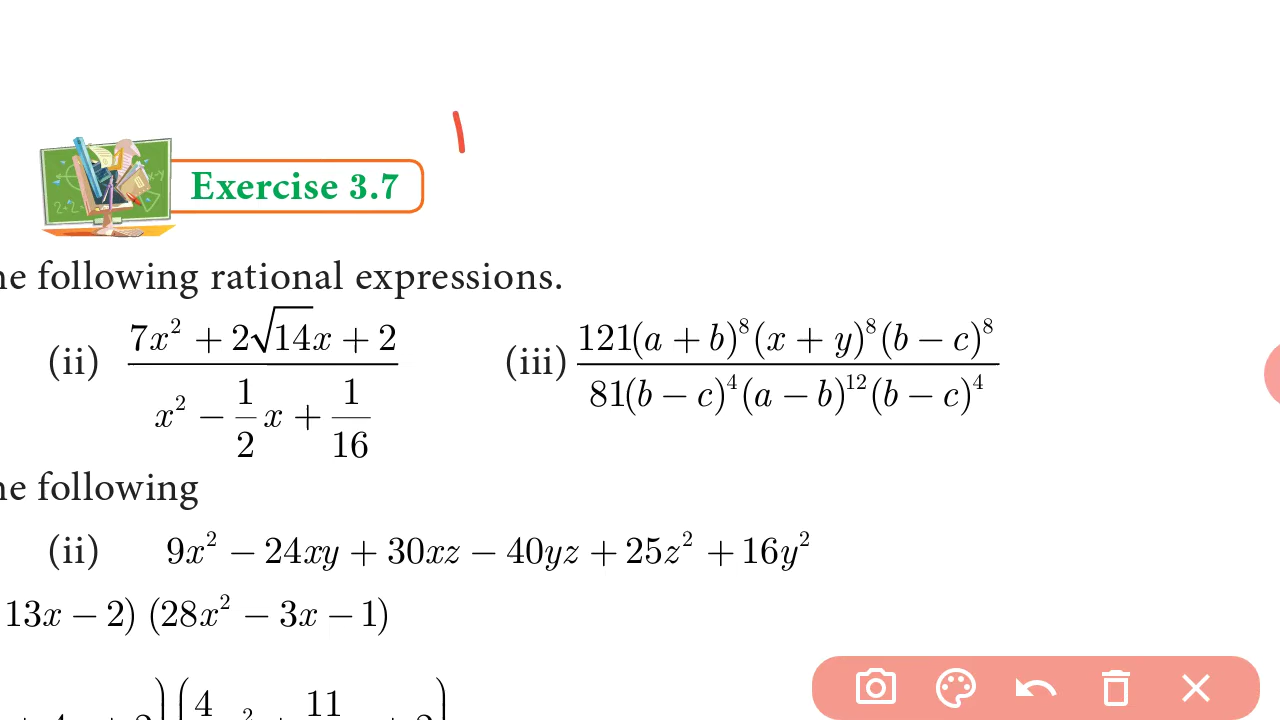 Exercise 3.7
he following rational expressions.
(ii) (7x² + 2√14x + 2)/(x² − 1/2 x + 1/16) (iii) 121(a + b)⁸(x + y)⁸(b − c)⁸/81(b − c)⁴(a − b)¹²(b − c)⁴
he following
(ii) 9x² − 24xy + 30xz − 40yz + 25z² + 16y²
13x − 2) (28x² − 3x − 1)